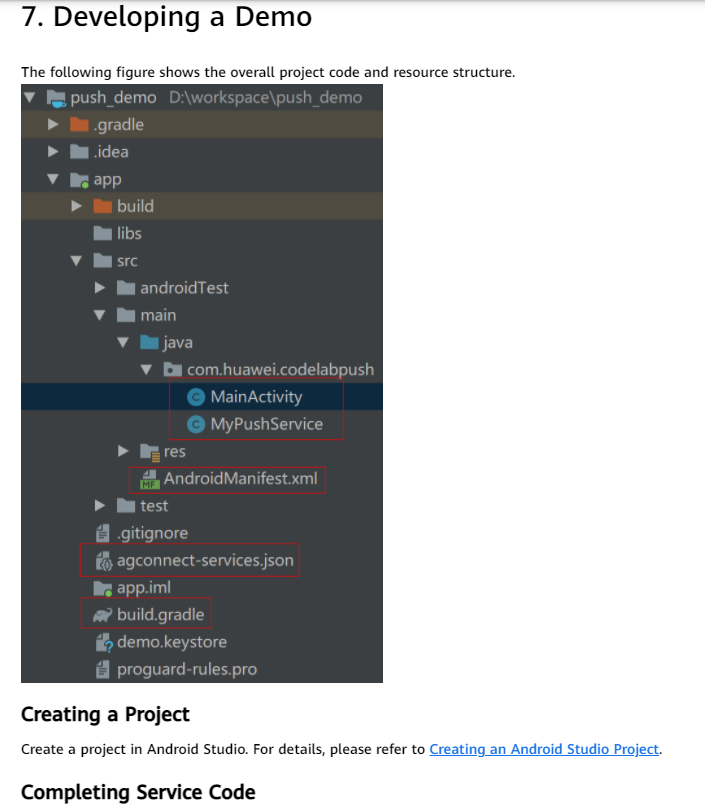 7. Developing a Demo
The following figure shows the overall project code and resource structure.
push_demo D:\workspace\push_demo
.gradle
.idea
app
build
libs
src
androidTest
main
java
com.huawei.codelabpush
MainActivity
MyPushService
res
AndroidManifest.xml
test
.gitignore
agconnect-services.json
app.iml
build.gradle
demo.keystore
proguard-rules.pro
Creating a Project
Create a project in Android Studio. For details, please refer to Creating an Android Studio Project.
Completing Service Code